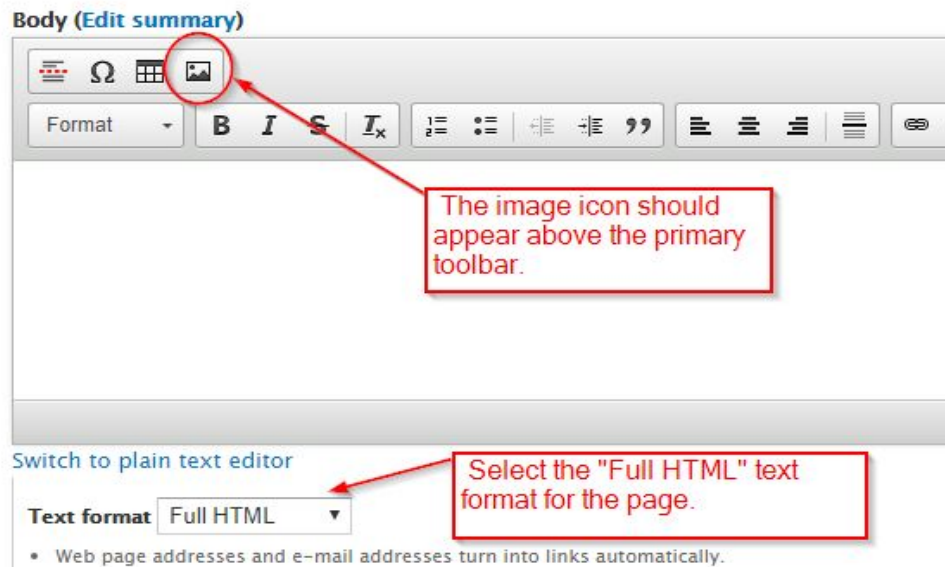 Body (Edit summary)
Ω
Format B I S Ix
The image icon should
appear above the primary
toolbar.
Switch to plain text editor
Select the "Full HTML" text
format for the page.
Text format Full HTML
• Web page addresses and e-mail addresses turn into links automatically.